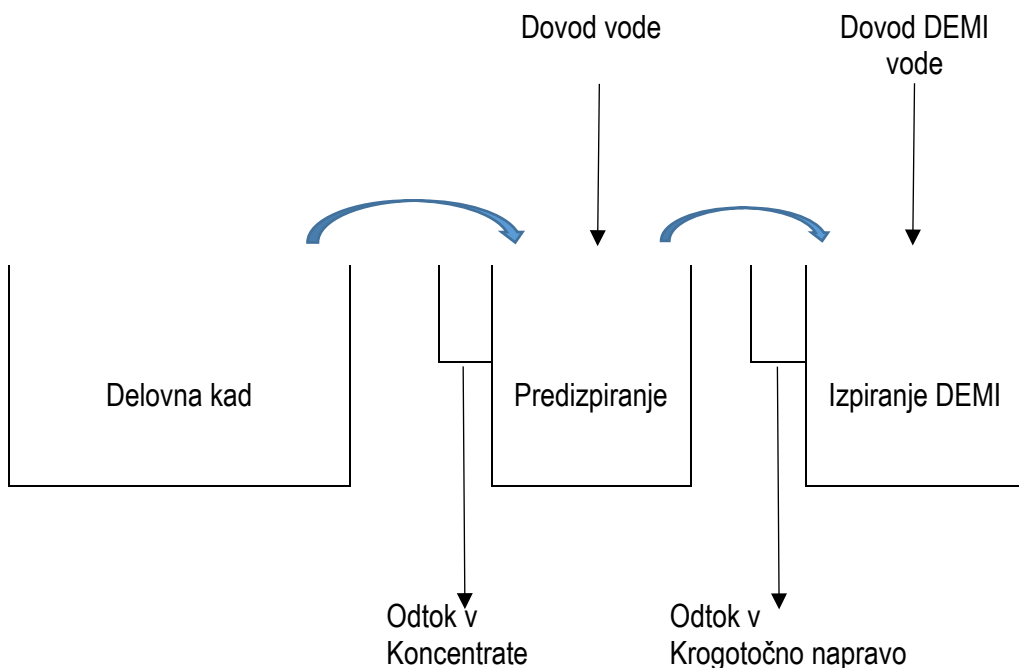 Dovod vode
Dovod DEMI
vode
Delovna kad
Predizpiranje
Izpiranje DEMI
Odtok v
Koncentrate
Odtok v
Krogotočno napravo